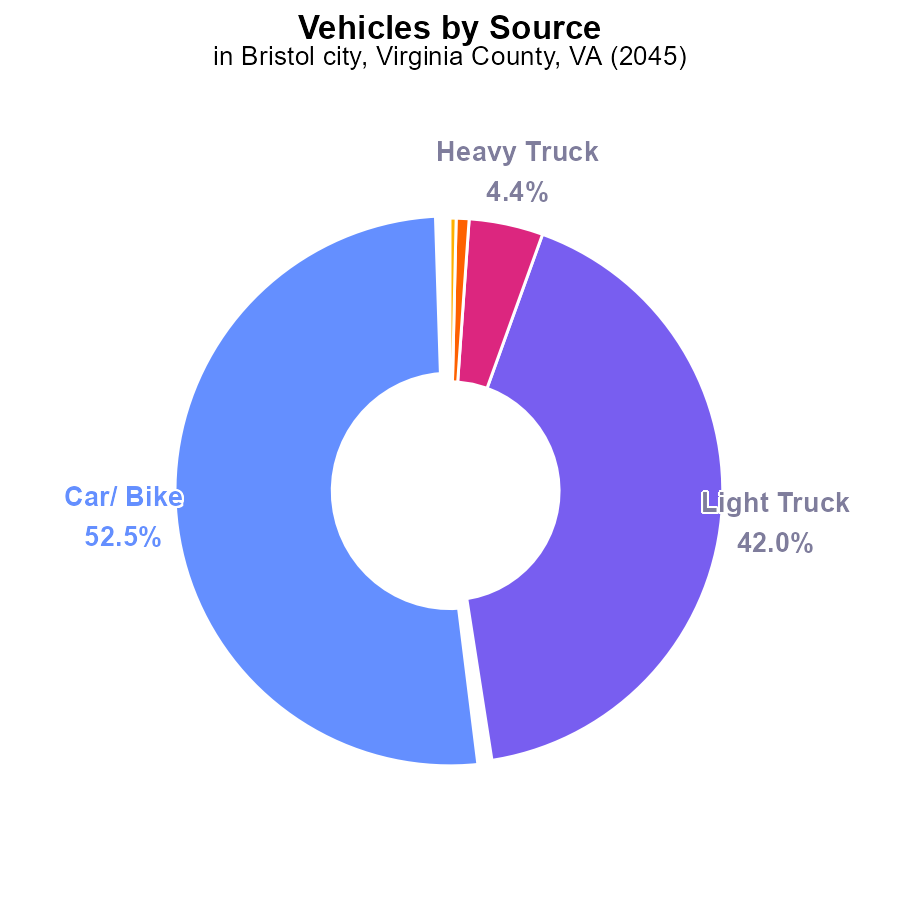 Vehicles by Source
in Bristol city, Virginia County, VA (2045)
Heavy Truck
4.4%
Car/ Bike
52.5%
Light Truck
42.0%